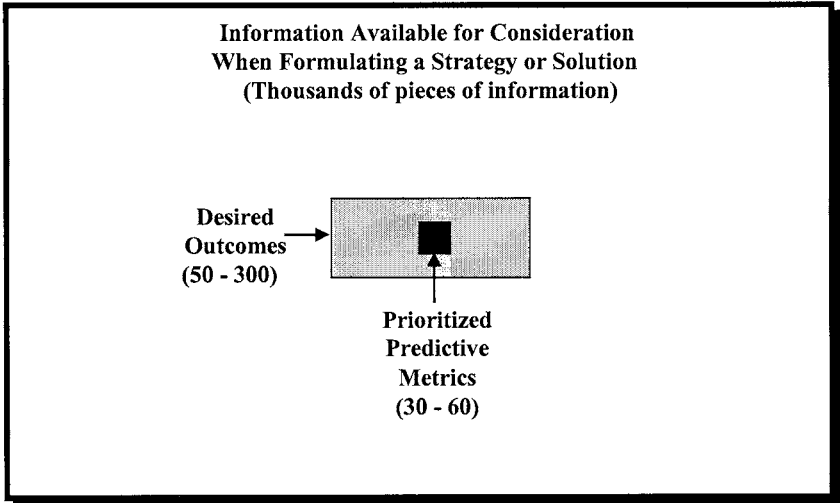 Information Available for Consideration
When Formulating a Strategy or Solution
(Thousands of pieces of information)
Desired
Outcomes
(50 - 300)
Prioritized
Predictive
Metrics
(30 - 60)